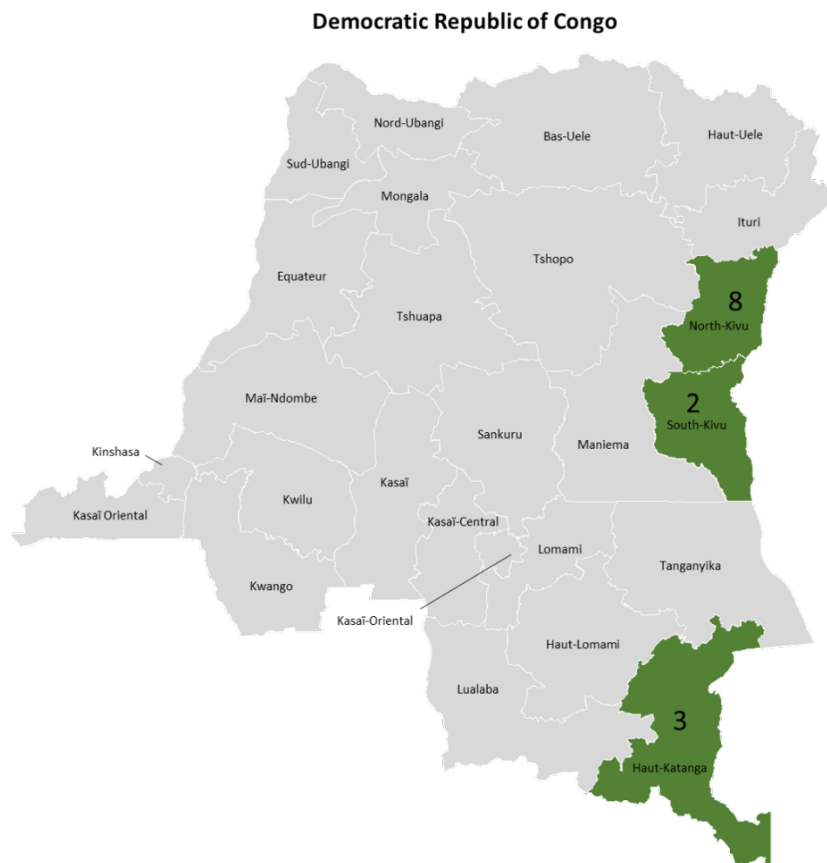 Democratic Republic of Congo
Nord-Ubangi
Bas-Uele
Haut-Uele
Sud-Ubangi
Mongala
Ituri
Tshopo
Equateur
8
North-Kivu
Tshuapa
Maï-Ndombe
2
South-Kivu
Sankuru
Maniema
Kinshasa
Kasaï
Kwilu
Kasaï Oriental
Kasaï-Central
Lomami
Tanganyika
Kwango
Kasaï-Oriental
Haut-Lomami
Lualaba
3
Haut-Katanga